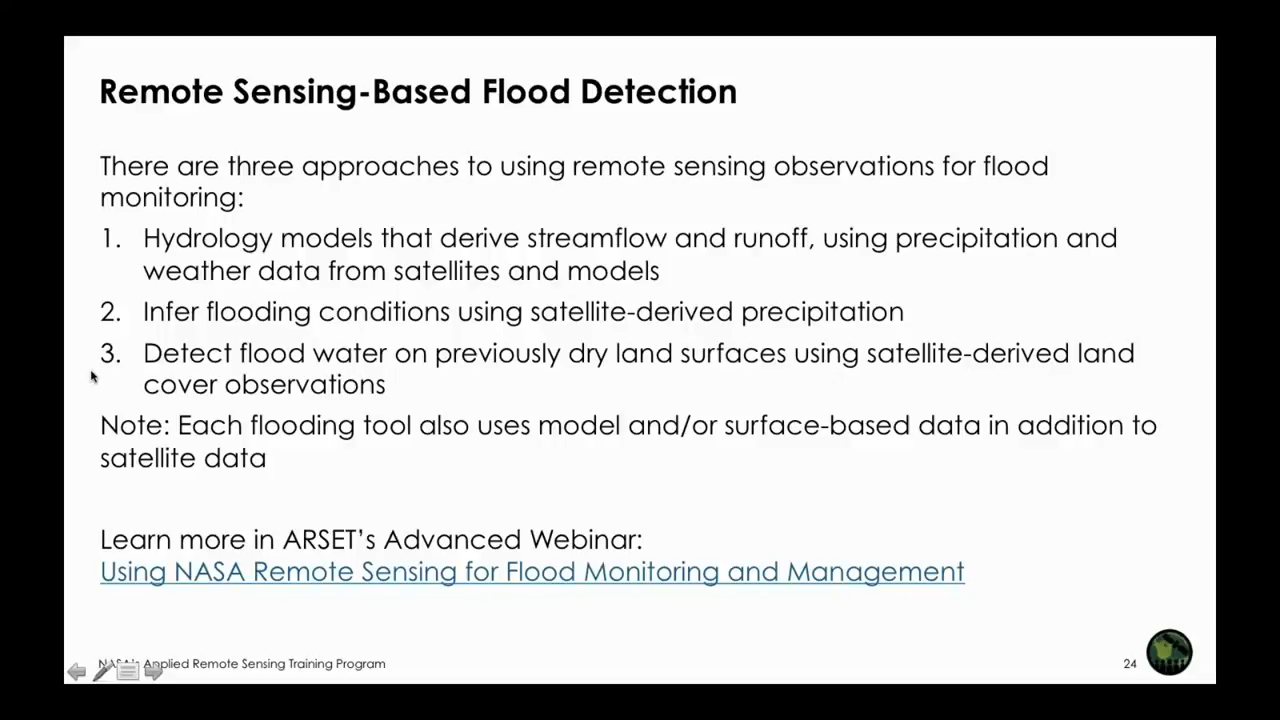 Remote Sensing-Based Flood Detection
There are three approaches to using remote sensing observations for flood
monitoring:
1. Hydrology models that derive streamflow and runoff, using precipitation and
weather data from satellites and models
2. Infer flooding conditions using satellite-derived precipitation
3. Detect flood water on previously dry land surfaces using satellite-derived land
cover observations
Note: Each flooding tool also uses model and/or surface-based data in addition to
satellite data
Learn more in ARSET’s Advanced Webinar:
Using NASA Remote Sensing for Flood Monitoring and Management
NASA’s Applied Remote Sensing Training Program
24